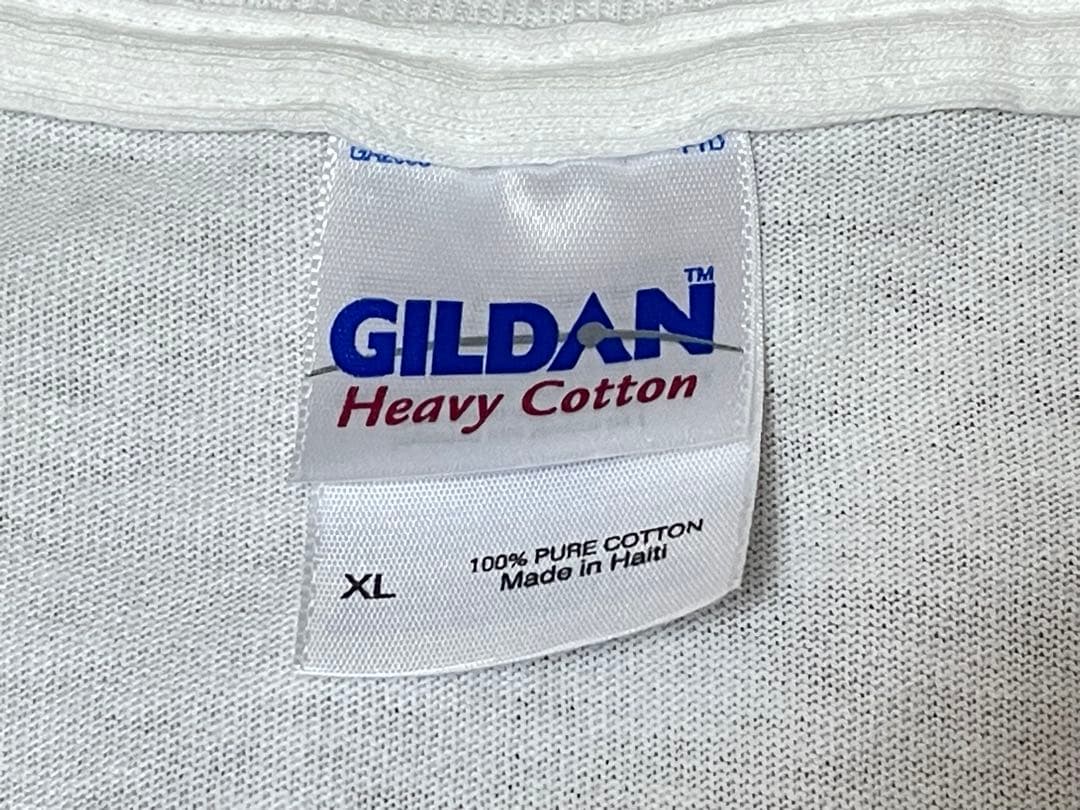 GILDAN™
Heavy Cotton
100% PURE COTTON
XL Made in Haiti